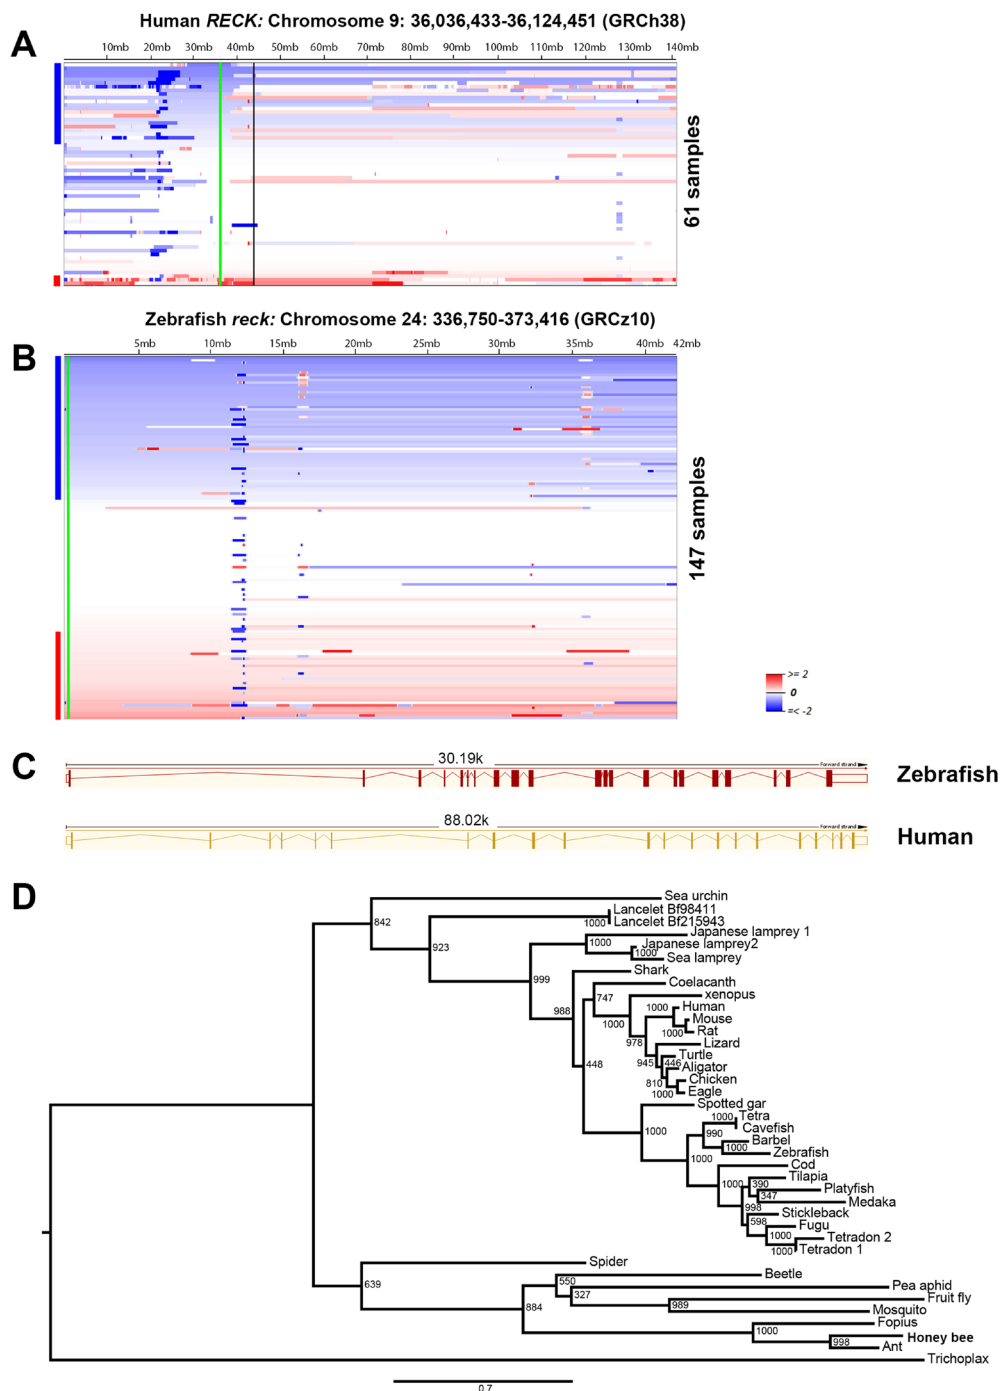 Human RECK: Chromosome 9: 36,036,433-36,124,451 (GRCh38)
A
10mb 20mb 30mb 40mb 50mb 60mb 70mb 80mb 90mb 100mb 110mb 120mb 130mb 140mb
61 samples
Zebrafish reck: Chromosome 24: 336,750-373,416 (GRCz10)
B
5mb 10mb 15mb 20mb 25mb 30mb 35mb 40mb 42mb
147 samples
>= 2
0
=< -2
C
30.19k
Forward strand
Zebrafish
88.02k
Forward strand
Human
D
Sea urchin
842
Lancelet Bf98411
1000
Lancelet Bf215943
923
Japanese lamprey 1
1000
Japanese lamprey2
1000
Sea lamprey
999
Shark
988
Coelacanth
747
xenopus
1000
Human
1000
Mouse
1000
Rat
978
Lizard
945
Turtle
446
Aligator
810
Chicken
1000
Eagle
448
Spotted gar
1000
Tetra
1000
Cavefish
990
Barbel
1000
Zebrafish
1000
Cod
1000
Tilapia
390
Platyfish
347
Medaka
998
Stickleback
598
Fugu
1000
Tetradon 2
1000
Tetradon 1
Spider
639
Beetle
550
Pea aphid
327
Fruit fly
989
Mosquito
884
Fopius
1000
Honey bee
998
Ant
Trichoplax
0.7